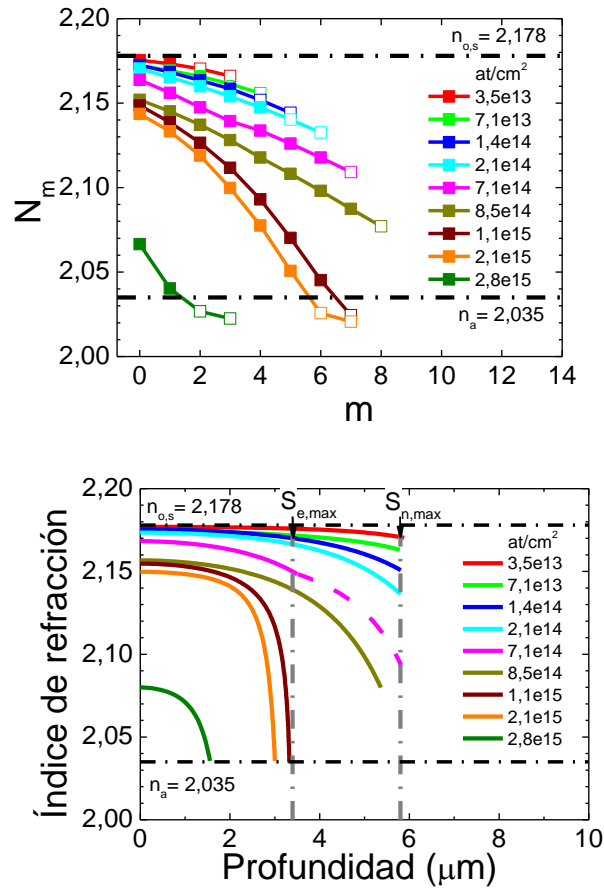 2,20
2,15
2,10
2,05
2,00
N_m
n_o,s = 2,178
at/cm²
3,5e13
7,1e13
1,4e14
2,1e14
7,1e14
8,5e14
1,1e15
2,1e15
2,8e15
n_a = 2,035
0 2 4 6 8 10 12 14
m
2,20
2,15
2,10
2,05
2,00
Índice de refracción
n_o,s = 2,178
S_e,max
S_n,max
at/cm²
3,5e13
7,1e13
1,4e14
2,1e14
7,1e14
8,5e14
1,1e15
2,1e15
2,8e15
n_a = 2,035
0 2 4 6 8 10
Profundidad (μm)